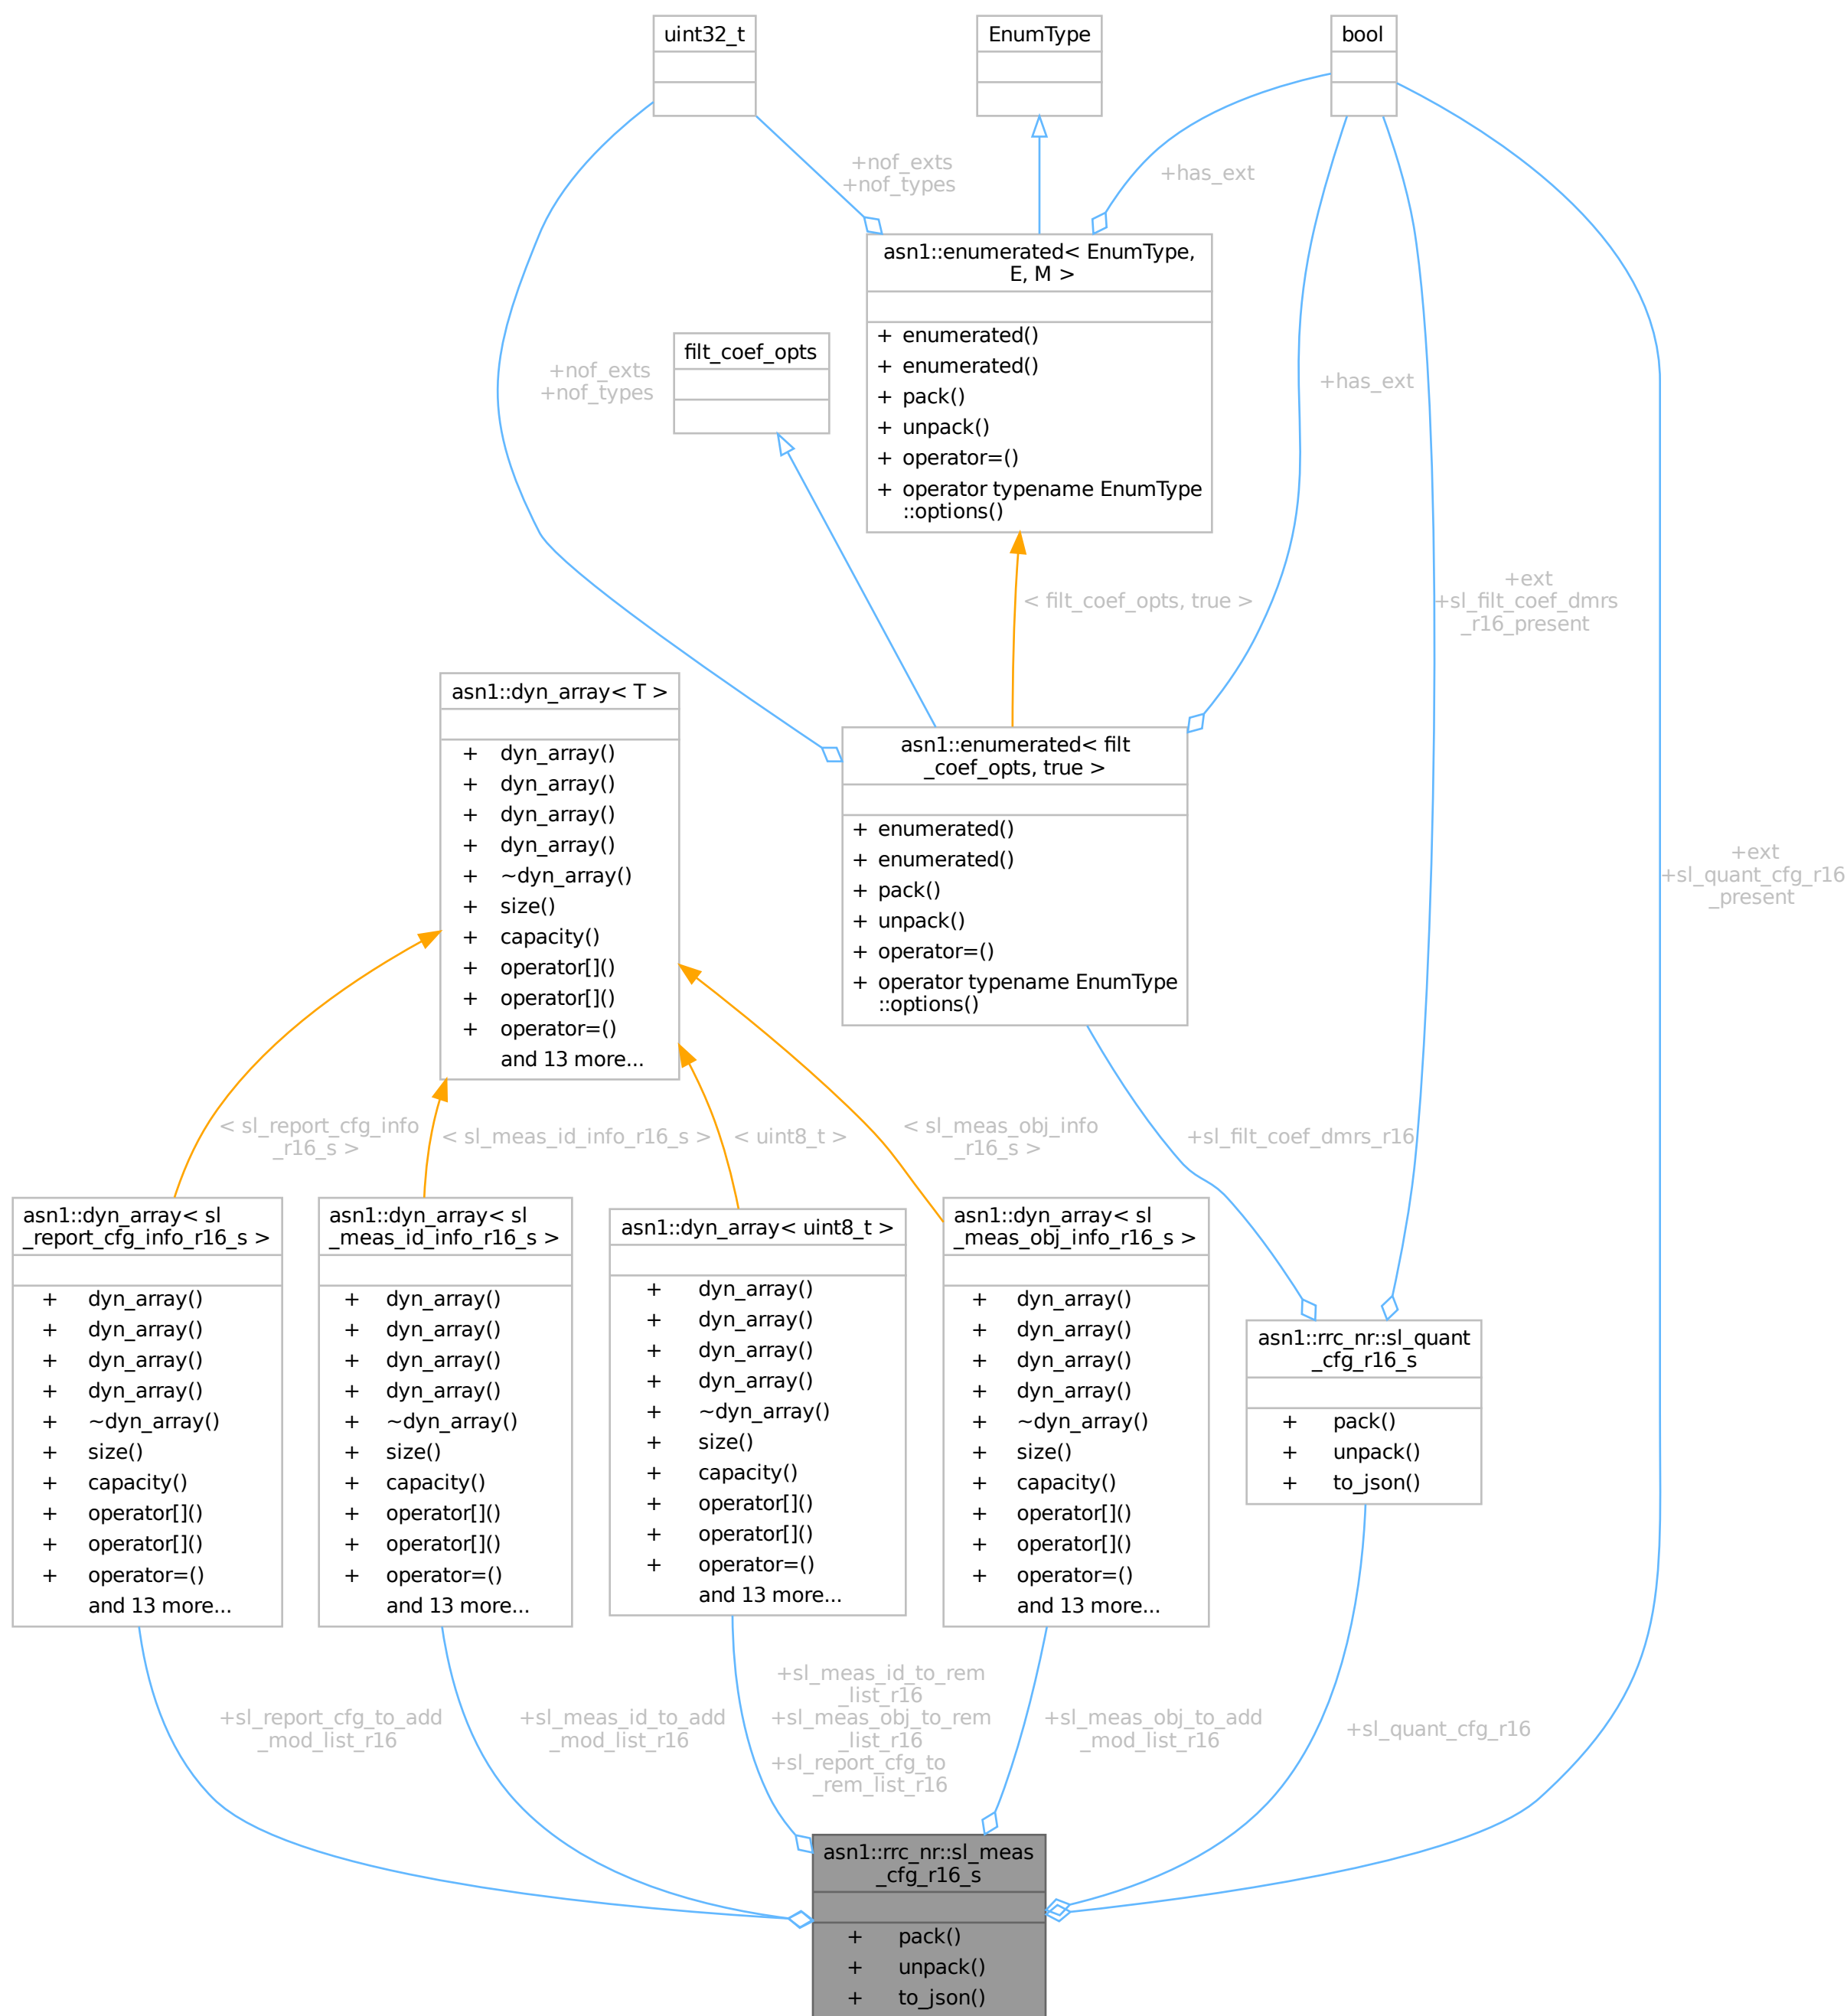 uint32_t
EnumType
bool
+nof_exts
+nof_types
+has_ext
asn1::enumerated< EnumType,
E, M >
+ enumerated()
+ enumerated()
+ pack()
+ unpack()
+ operator=()
+ operator typename EnumType
::options()
filt_coef_opts
+nof_exts
+nof_types
+has_ext
< filt_coef_opts, true >
+ext
+sl_filt_coef_dmrs
_r16_present
asn1::dyn_array< T >
+ dyn_array()
+ dyn_array()
+ dyn_array()
+ dyn_array()
+ ~dyn_array()
+ size()
+ capacity()
+ operator[]()
+ operator[]()
+ operator=()
and 13 more...
asn1::enumerated< filt
_coef_opts, true >
+ enumerated()
+ enumerated()
+ pack()
+ unpack()
+ operator=()
+ operator typename EnumType
::options()
+ext
+sl_quant_cfg_r16
_present
< sl_report_cfg_info
_r16_s >
< sl_meas_id_info_r16_s >
< uint8_t >
< sl_meas_obj_info
_r16_s >
+sl_filt_coef_dmrs_r16
asn1::dyn_array< sl
_report_cfg_info_r16_s >
+ dyn_array()
+ dyn_array()
+ dyn_array()
+ dyn_array()
+ ~dyn_array()
+ size()
+ capacity()
+ operator[]()
+ operator[]()
+ operator=()
and 13 more...
asn1::dyn_array< sl
_meas_id_info_r16_s >
+ dyn_array()
+ dyn_array()
+ dyn_array()
+ dyn_array()
+ ~dyn_array()
+ size()
+ capacity()
+ operator[]()
+ operator[]()
+ operator=()
and 13 more...
asn1::dyn_array< uint8_t >
+ dyn_array()
+ dyn_array()
+ dyn_array()
+ dyn_array()
+ ~dyn_array()
+ size()
+ capacity()
+ operator[]()
+ operator[]()
+ operator=()
and 13 more...
asn1::dyn_array< sl
_meas_obj_info_r16_s >
+ dyn_array()
+ dyn_array()
+ dyn_array()
+ dyn_array()
+ ~dyn_array()
+ size()
+ capacity()
+ operator[]()
+ operator[]()
+ operator=()
and 13 more...
asn1::rrc_nr::sl_quant
_cfg_r16_s
+ pack()
+ unpack()
+ to_json()
+sl_report_cfg_to_add
_mod_list_r16
+sl_meas_id_to_add
_mod_list_r16
+sl_meas_id_to_rem
_list_r16
+sl_meas_obj_to_rem
_list_r16
+sl_report_cfg_to
_rem_list_r16
+sl_meas_obj_to_add
_mod_list_r16
+sl_quant_cfg_r16
asn1::rrc_nr::sl_meas
_cfg_r16_s
+ pack()
+ unpack()
+ to_json()